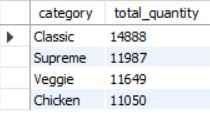 category total_quantity
Classic 14888
Supreme 11987
Veggie 11649
Chicken 11050